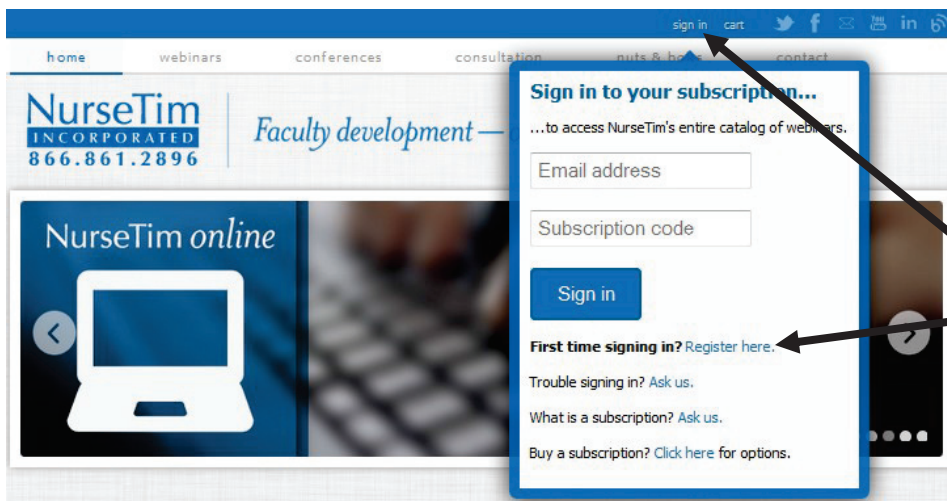 sign in cart
home webinars conferences consultation nuts & bolts contact
NurseTim
INCORPORATED
866.861.2896
Faculty development —
Sign in to your subscription...
...to access NurseTim's entire catalog of webinars.
Email address
Subscription code
Sign in
First time signing in? Register here.
Trouble signing in? Ask us.
What is a subscription? Ask us.
Buy a subscription? Click here for options.
NurseTim online